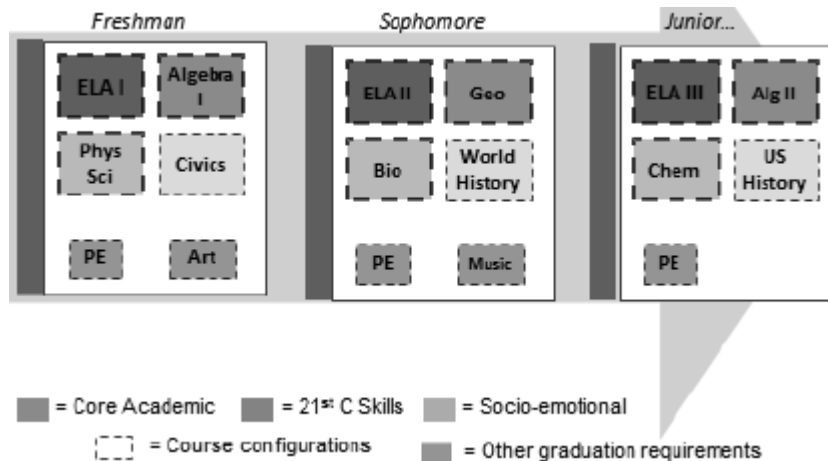 Freshman Sophomore Junior...
ELA I Algebra I ELA II Geo ELA III Alg II
Phys Sci Civics Bio World History Chem US History
PE Art PE Music PE
= Core Academic = 21st C Skills = Socio-emotional
= Course configurations = Other graduation requirements